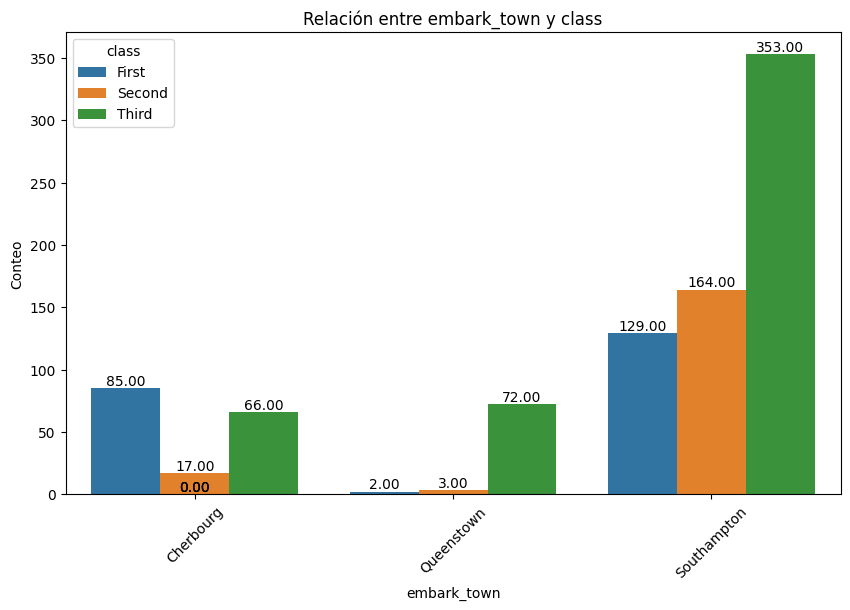 Relación entre embark_town y class
class
First
Second
Third
Conteo
350
300
250
200
150
100
50
0
85.00
17.00
0.00
66.00
2.00
3.00
72.00
129.00
164.00
353.00
Cherbourg
Queenstown
Southampton
embark_town